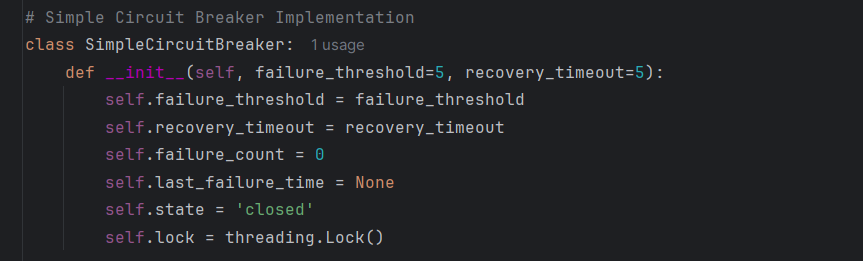 # Simple Circuit Breaker Implementation
class SimpleCircuitBreaker: 1 usage
    def __init__(self, failure_threshold=5, recovery_timeout=5):
        self.failure_threshold = failure_threshold
        self.recovery_timeout = recovery_timeout
        self.failure_count = 0
        self.last_failure_time = None
        self.state = 'closed'
        self.lock = threading.Lock()